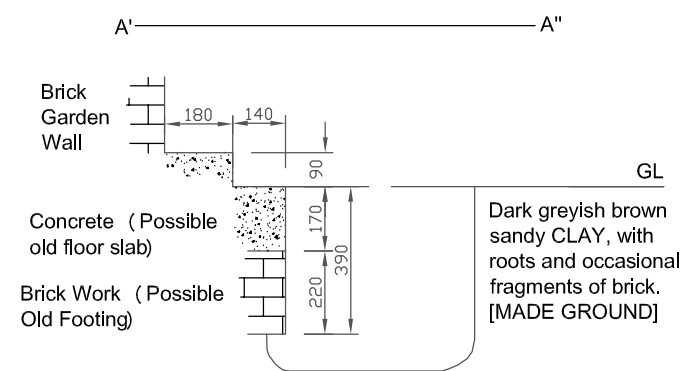 A' A"
Brick
Garden
Wall
180 140
90
GL
Concrete (Possible
old floor slab)
170
390
220
Brick Work (Possible
Old Footing)
Dark greyish brown
sandy CLAY, with
roots and occasional
fragments of brick.
[MADE GROUND]